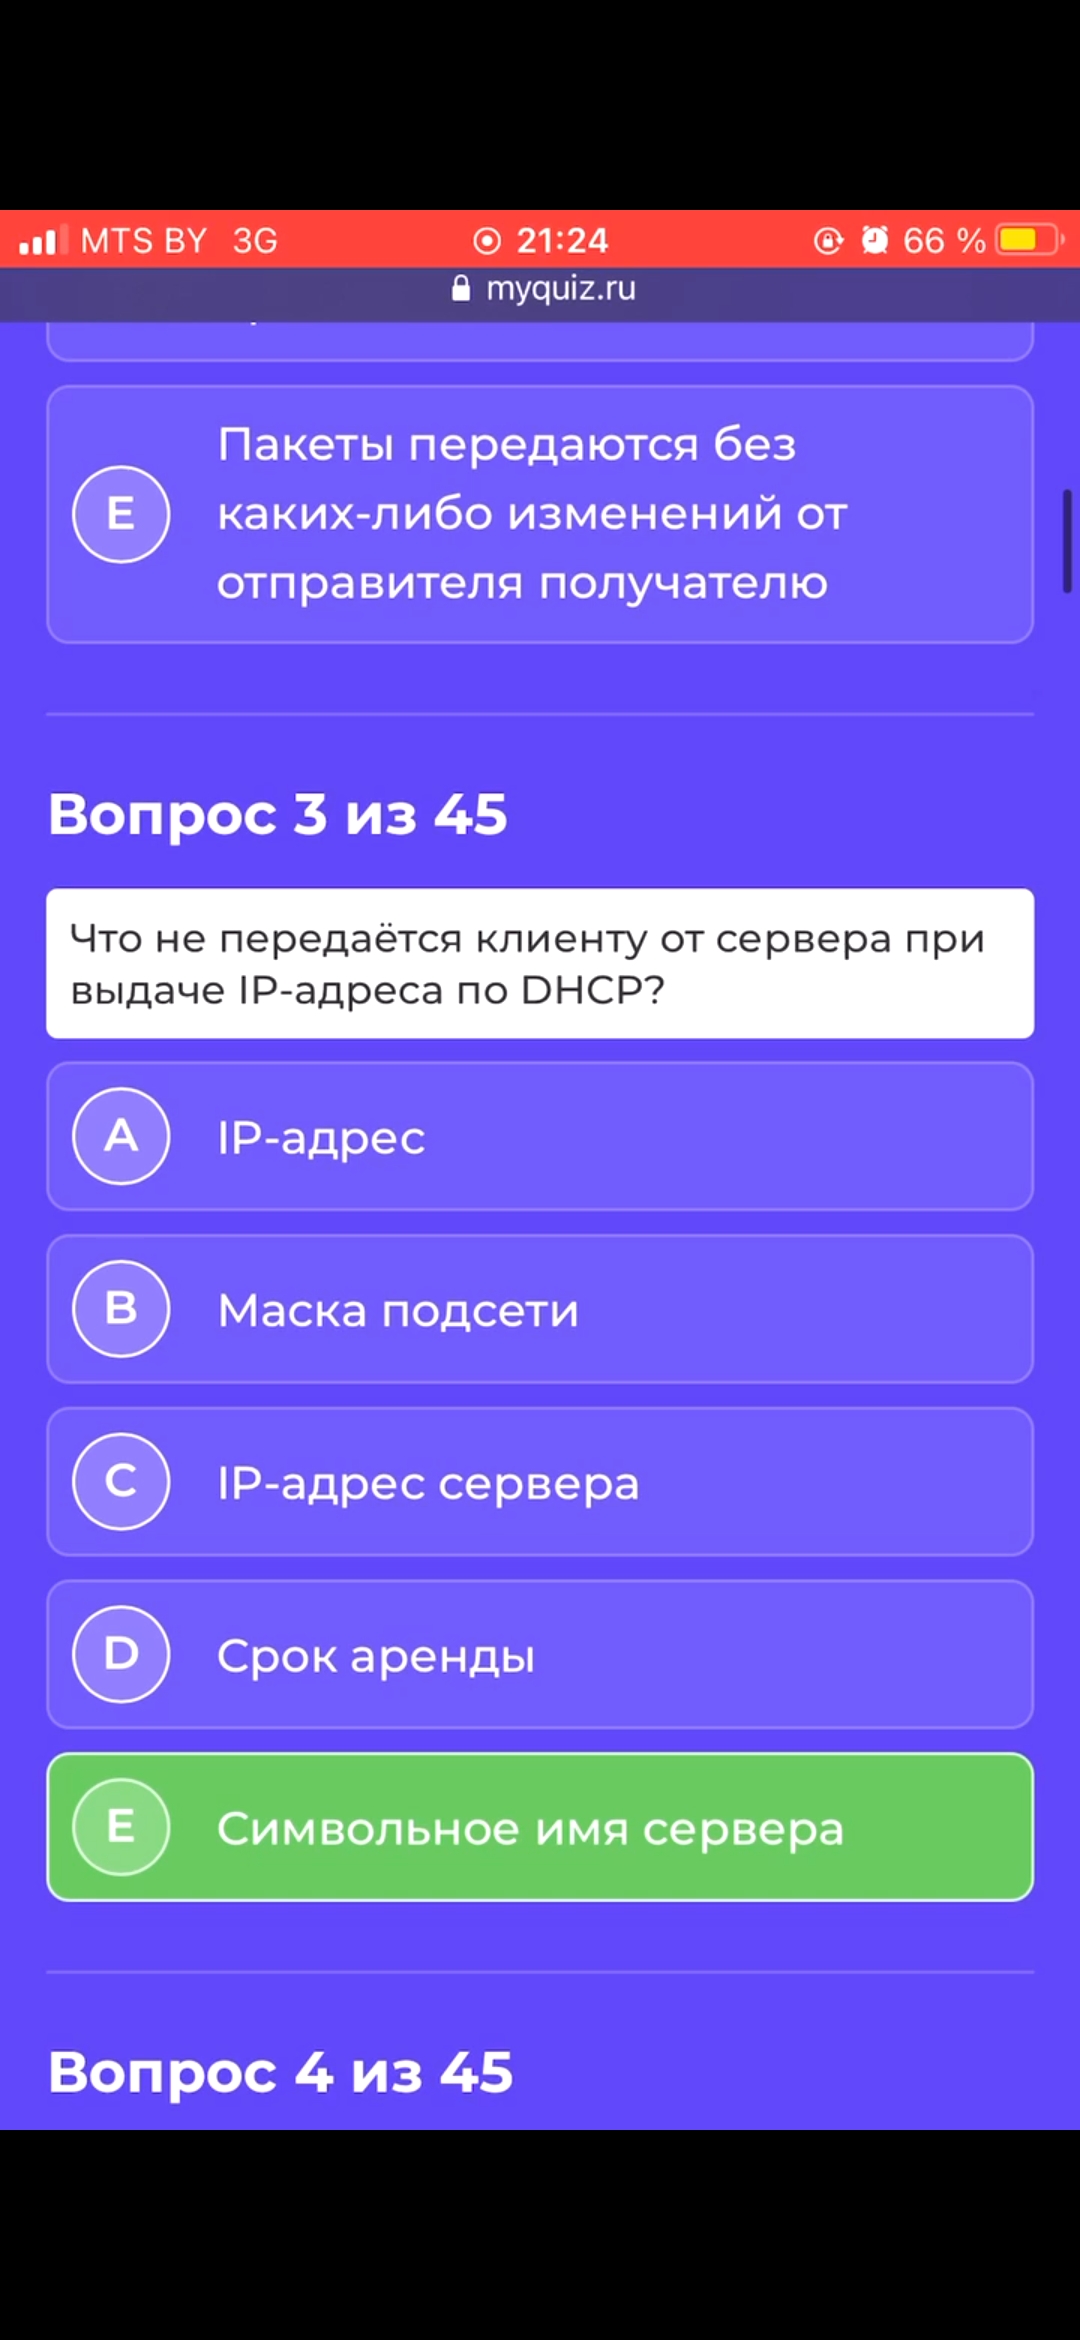 MTS BY 3G 21:24 66 %
myquiz.ru
E
Пакеты передаются без
каких-либо изменений от
отправителя получателю
Вопрос 3 из 45
Что не передаётся клиенту от сервера при
выдаче IP-адреса по DHCP?
A IP-адрес
B Маска подсети
C IP-адрес сервера
D Срок аренды
E Символьное имя сервера
Вопрос 4 из 45